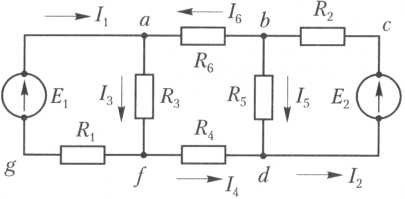 I₁ a I₆ b R₂ c
R₆
E₁ I₃ R₃ R₅ I₅ E₂
R₁ R₄
g f I₄ d I₂